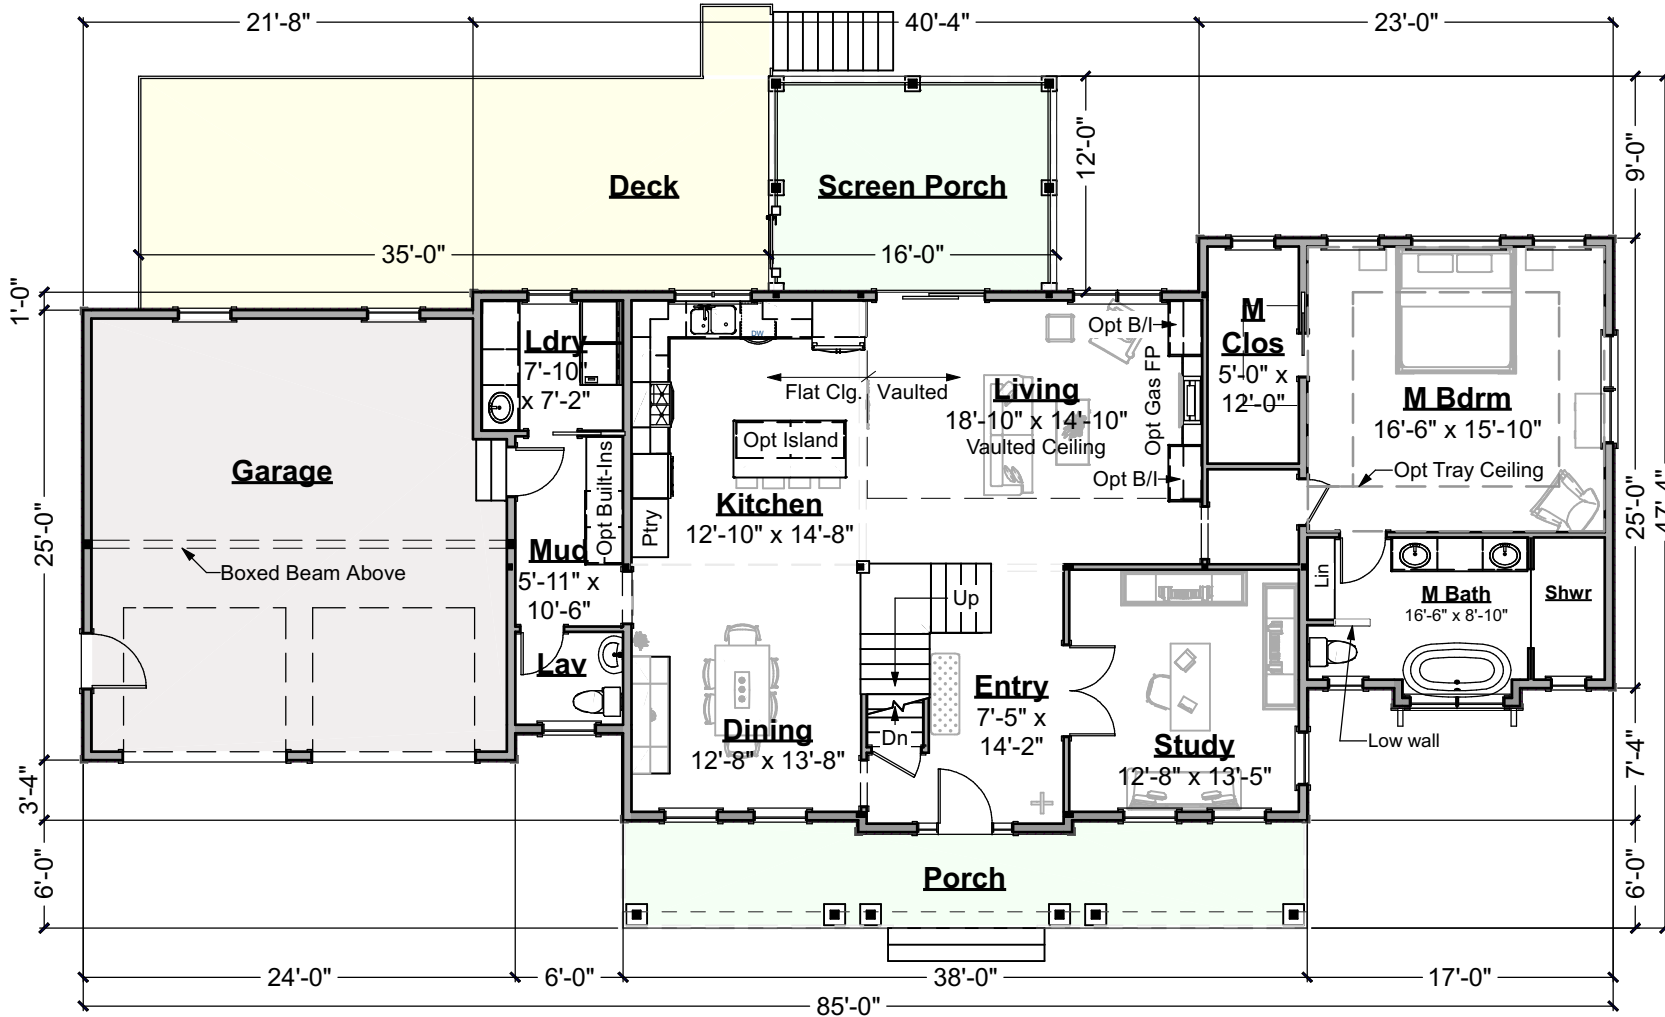 21'-8"
40'-4"
23'-0"
12'-0"
9'-0"
Deck
Screen Porch
35'-0"
16'-0"
1'-0"
Ldry
7'-10"
x 7'-2"
DW
Flat Clg.
Vaulted
Living
18'-10" x 14'-10"
Vaulted Ceiling
Opt B/I
Opt Gas FP
Opt B/I
M
Clos
5'-0" x
12'-0"
M Bdrm
16'-6" x 15'-10"
Opt Tray Ceiling
Garage
Opt Island
Opt Built-Ins
Kitchen
12'-10" x 14'-8"
Ptry
25'-0"
25'-0"
47'-4"
Boxed Beam Above
Mud
5'-11" x
10'-6"
Up
Lin
M Bath
16'-6" x 8'-10"
Shwr
Lav
Entry
7'-5" x
14'-2"
Dining
12'-8" x 13'-8"
Dn
Study
12'-8" x 13'-5"
Low wall
3'-4"
7'-4"
6'-0"
Porch
6'-0"
24'-0"
6'-0"
38'-0"
17'-0"
85'-0"